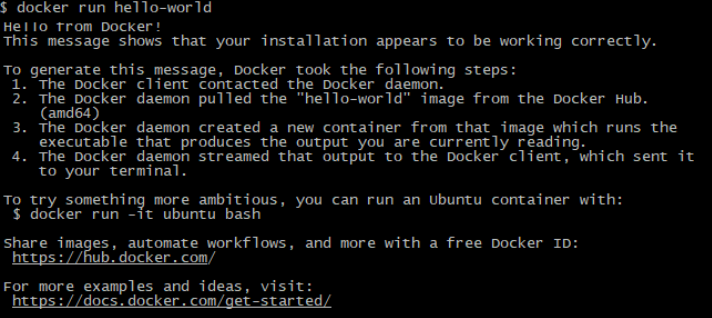 $ docker run hello-world
Hello from Docker!
This message shows that your installation appears to be working correctly.
To generate this message, Docker took the following steps:
1. The Docker client contacted the Docker daemon.
2. The Docker daemon pulled the "hello-world" image from the Docker Hub.
(amd64)
3. The Docker daemon created a new container from that image which runs the
executable that produces the output you are currently reading.
4. The Docker daemon streamed that output to the Docker client, which sent it
to your terminal.
To try something more ambitious, you can run an Ubuntu container with:
$ docker run -it ubuntu bash
Share images, automate workflows, and more with a free Docker ID:
https://hub.docker.com/
For more examples and ideas, visit:
https://docs.docker.com/get-started/